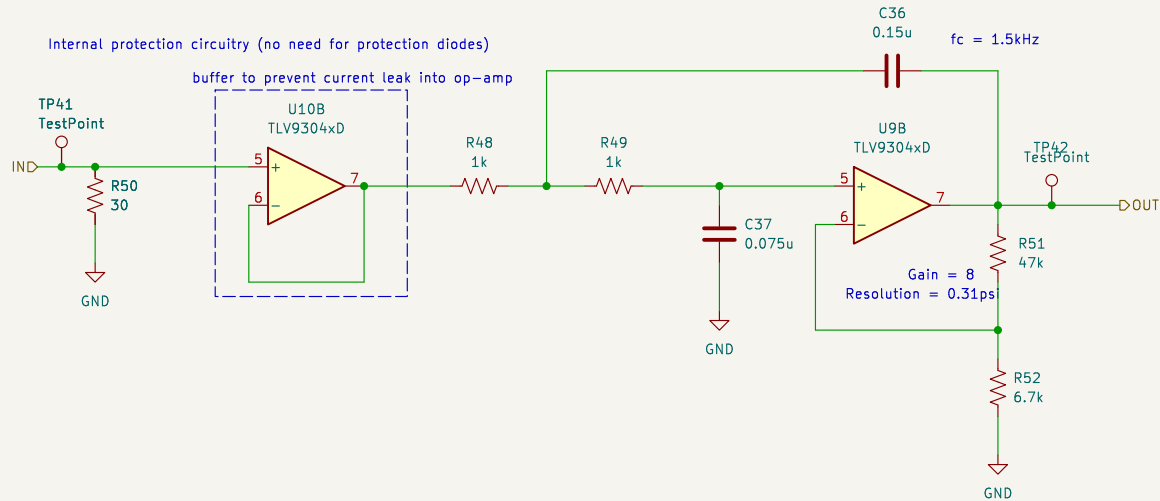 C36
0.15u
fc = 1.5kHz
Internal protection circuitry (no need for protection diodes)
buffer to prevent current leak into op-amp
TP41
TestPoint
U10B
TLV9304xD
R48
1k
R49
1k
U9B
TLV9304xD
TP42
TestPoint
IN
5
+
6
-
7
R50
30
GND
C37
0.075u
GND
5
+
6
-
7
OUT
R51
47k
Gain = 8
Resolution = 0.31psi
R52
6.7k
GND